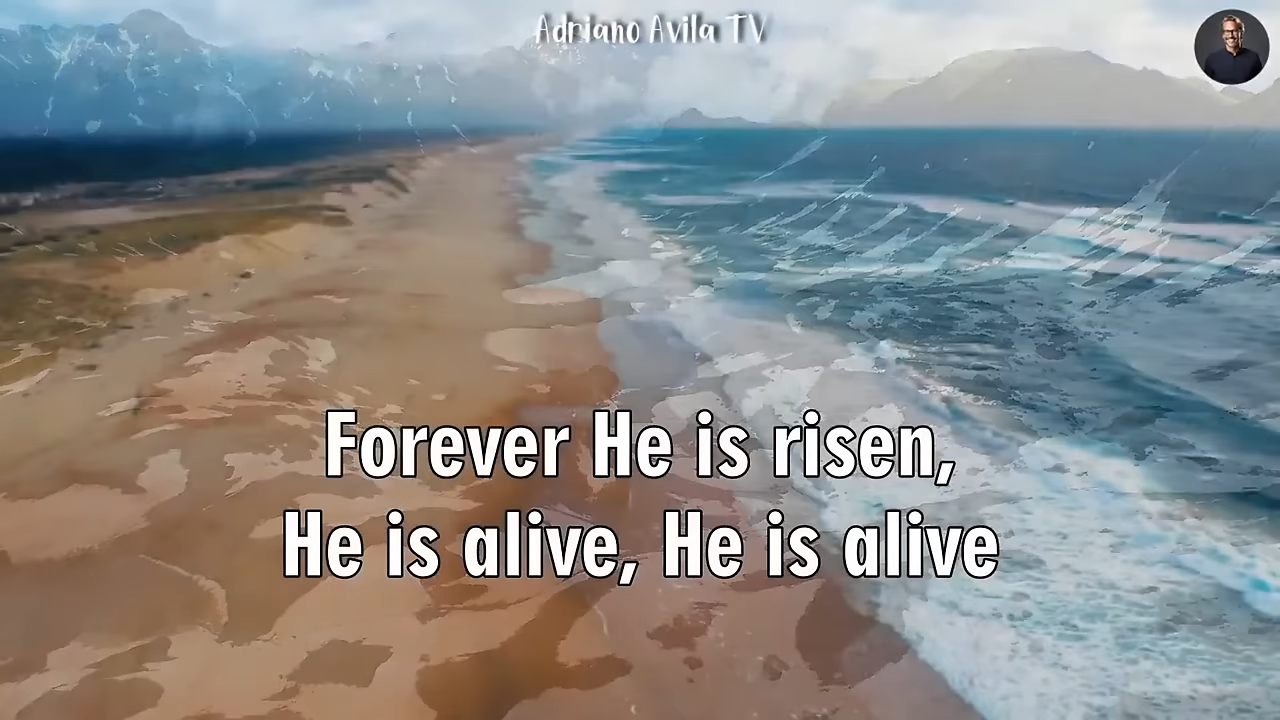 Adriano Avila TV
Forever He is risen,
He is alive, He is alive